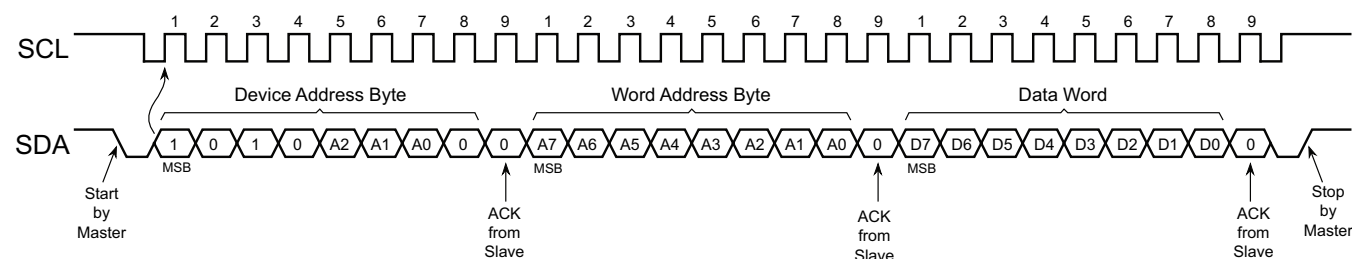 1 2 3 4 5 6 7 8 9 1 2 3 4 5 6 7 8 9 1 2 3 4 5 6 7 8 9
SCL
Device Address Byte Word Address Byte Data Word
SDA 1 0 1 0 A2 A1 A0 0 0 A7 A6 A5 A4 A3 A2 A1 A0 0 D7 D6 D5 D4 D3 D2 D1 D0 0
MSB MSB MSB
Start
by
Master
ACK
from
Slave
ACK
from
Slave
ACK
from
Slave
Stop
by
Master